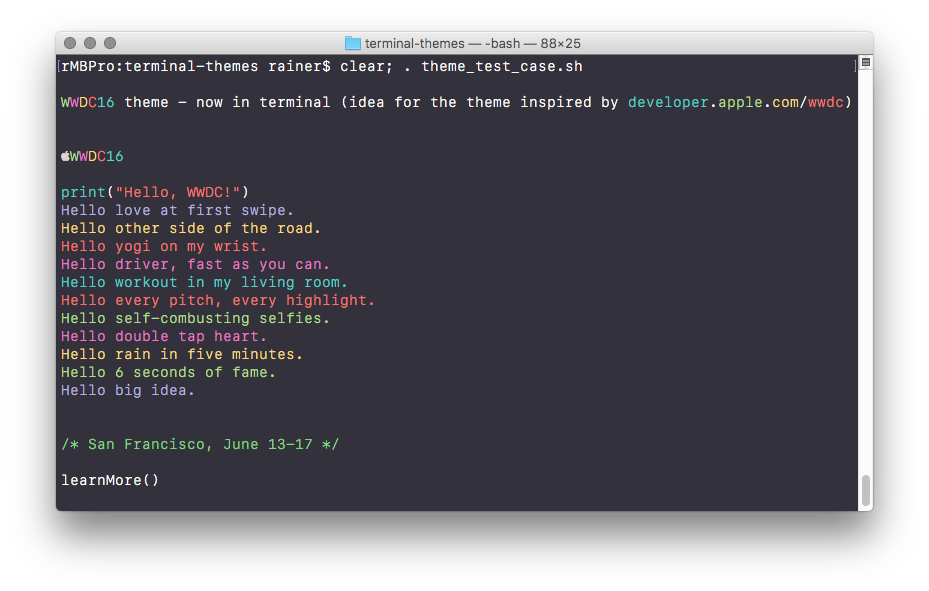 terminal-themes — -bash — 88×25
[rMBPro:terminal-themes rainer$ clear; . theme_test_case.sh ]
WWDC16 theme - now in terminal (idea for the theme inspired by developer.apple.com/wwdc)
WWDC16
print("Hello, WWDC!")
Hello love at first swipe.
Hello other side of the road.
Hello yogi on my wrist.
Hello driver, fast as you can.
Hello workout in my living room.
Hello every pitch, every highlight.
Hello self-combusting selfies.
Hello double tap heart.
Hello rain in five minutes.
Hello 6 seconds of fame.
Hello big idea.
/* San Francisco, June 13-17 */
learnMore()